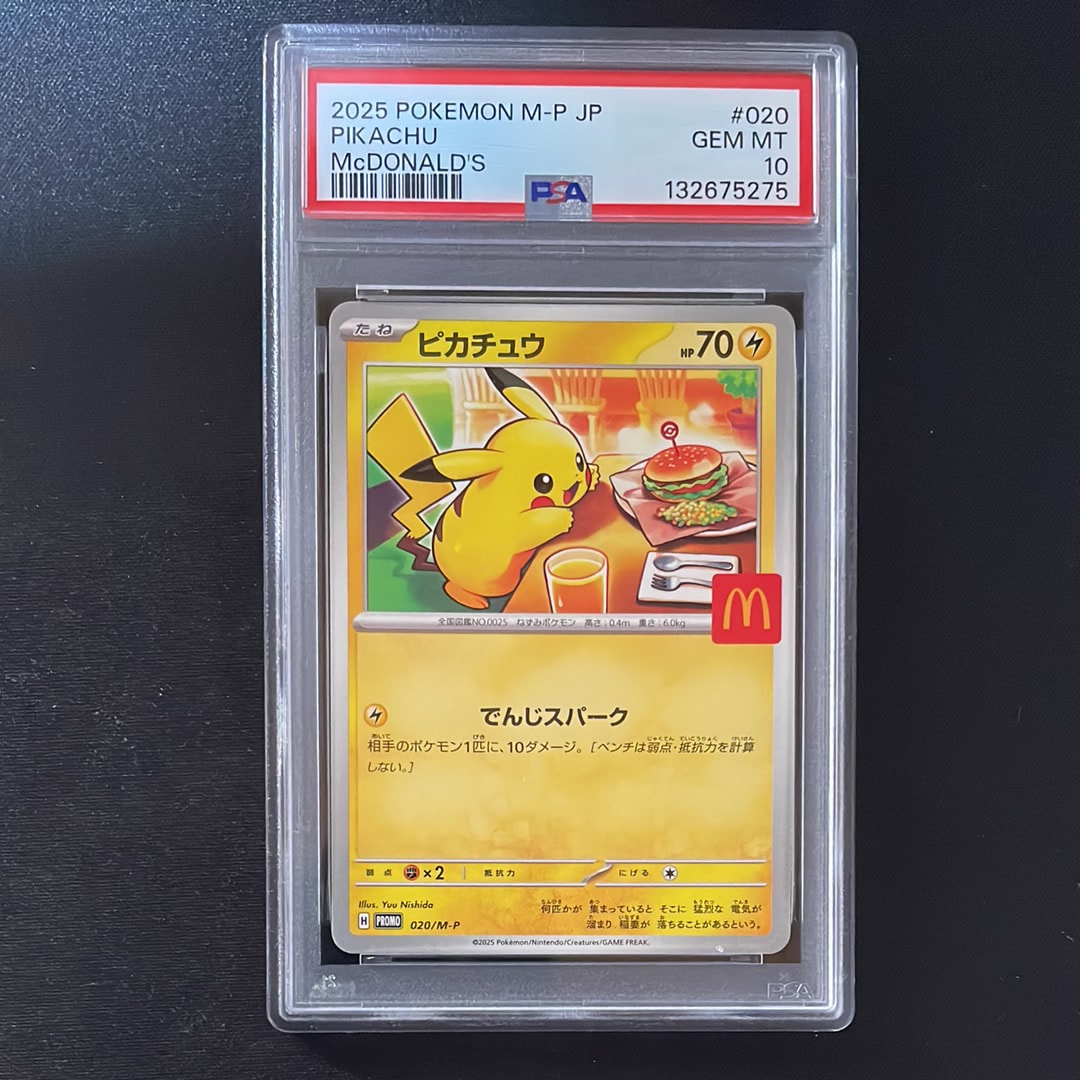 2025 POKEMON M-P JP
#020
PIKACHU
GEM MT
McDONALD'S
10
PSA
132675275
たね
ピカチュウ
HP 70
全国図鑑NO.0025 ねずみポケモン 高さ:0.4m 重さ:6.0kg
でんじスパーク
相手のポケモン1匹に、10ダメージ。[ベンチは弱点・抵抗力を計算
しない。]
弱点 ×2 抵抗力 にげる
Illus. Yuu Nishida
何匹かが 集まっていると そこに 猛烈な 電気が
H PROMO 020/M-P
溜まり 稲妻が 落ちることがあるという。
©2025 Pokémon/Nintendo/Creatures/GAME FREAK.
PSA